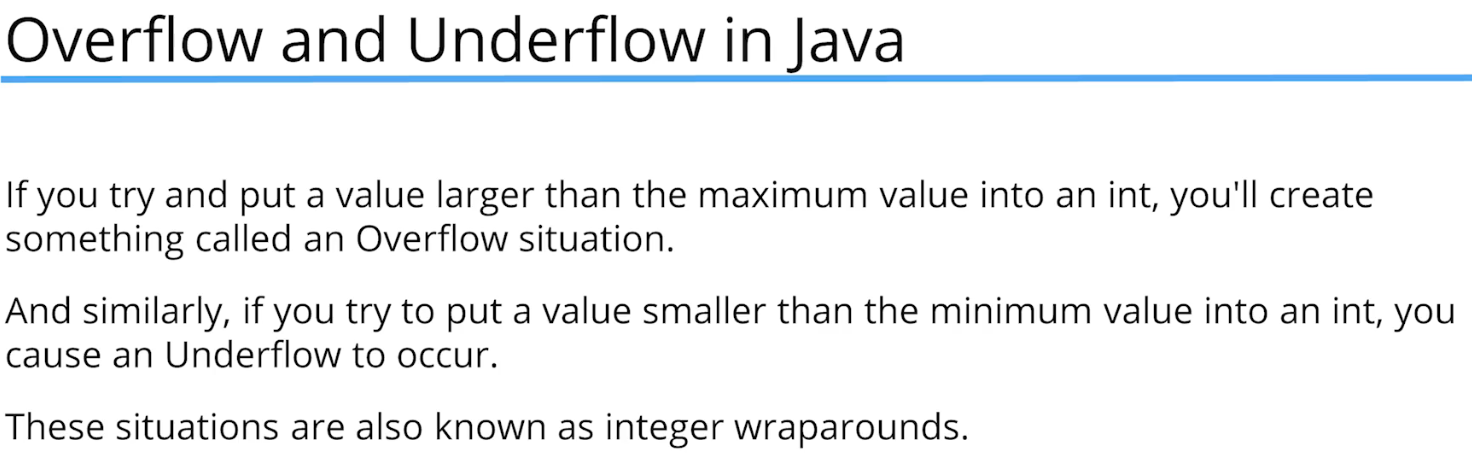 Overflow and Underflow in Java
If you try and put a value larger than the maximum value into an int, you'll create
something called an Overflow situation.
And similarly, if you try to put a value smaller than the minimum value into an int, you
cause an Underflow to occur.
These situations are also known as integer wraparounds.